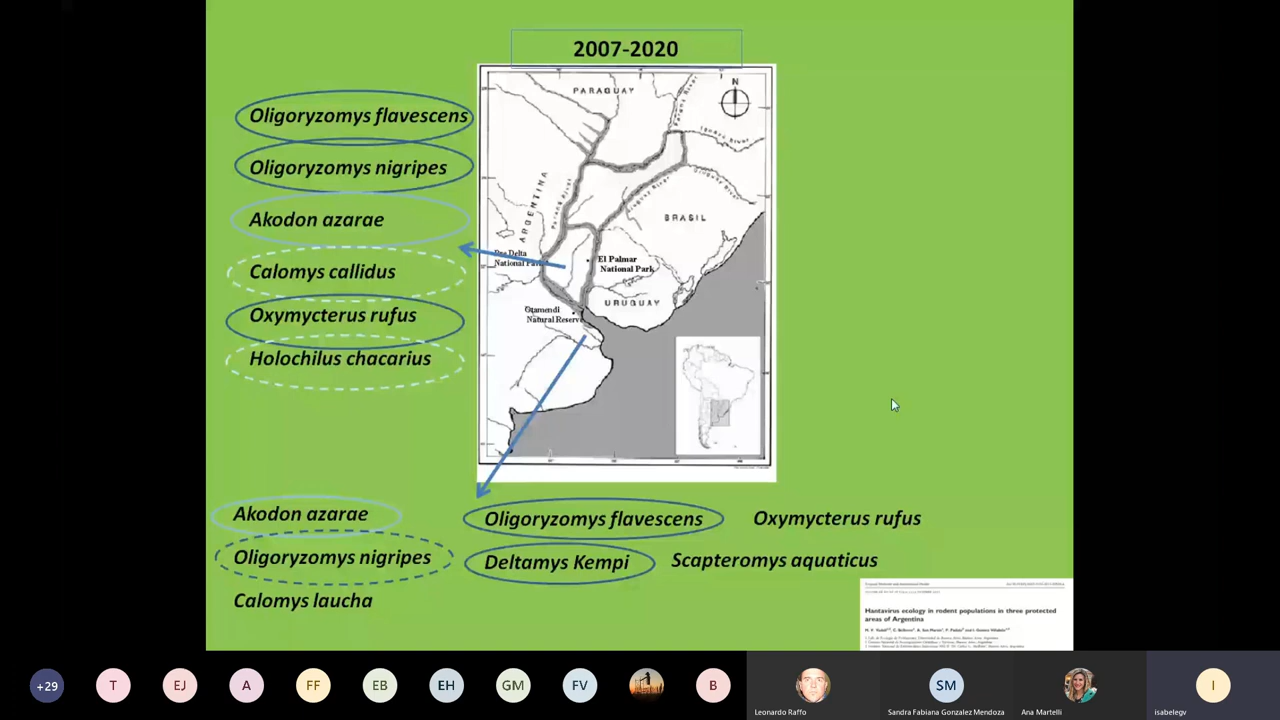 2007-2020
Oligoryzomys flavescens
Oligoryzomys nigripes
Akodon azarae
Calomys callidus
Oxymycterus rufus
Holochilus chacarius
PARAGUAY
N
ARGENTINA
BRASIL
URUGUAY
Delta
National
El Palmar
National Park
Otamendi
Natural Reserve
Akodon azarae
Oligoryzomys nigripes
Calomys laucha
Oligoryzomys flavescens
Deltamys Kempi
Oxymycterus rufus
Scapteromys aquaticus
Hantavirus ecology in rodent populations in three protected
areas of Argentina
+29
T
EJ
A
FF
EB
EH
GM
FV
B
Leonardo Raffo
SM
Sandra Fabiana Gonzalez Mendoza
Ana Martelli
I
isabelegv